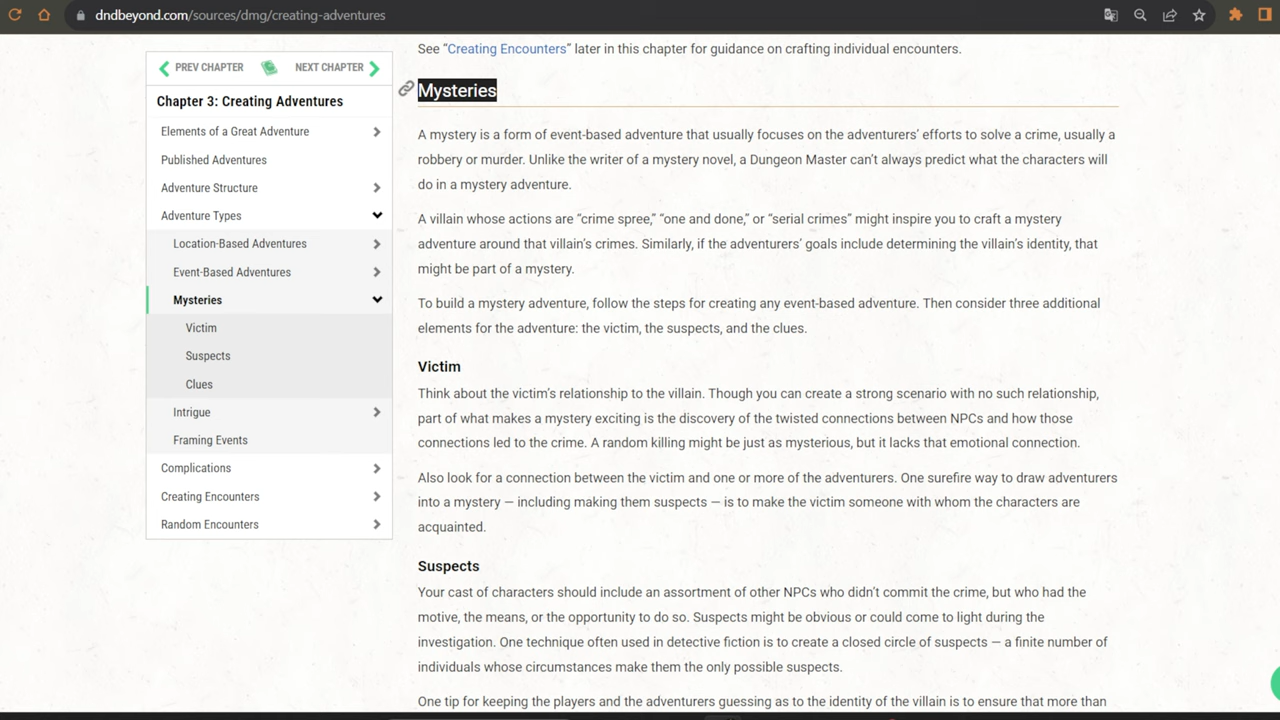 dndbeyond.com/sources/dmg/creating-adventures
PREV CHAPTER
NEXT CHAPTER
Chapter 3: Creating Adventures
Elements of a Great Adventure
Published Adventures
Adventure Structure
Adventure Types
Location-Based Adventures
Event-Based Adventures
Mysteries
Victim
Suspects
Clues
Intrigue
Framing Events
Complications
Creating Encounters
Random Encounters
See “Creating Encounters” later in this chapter for guidance on crafting individual encounters.
Mysteries
A mystery is a form of event-based adventure that usually focuses on the adventurers’ efforts to solve a crime, usually a
robbery or murder. Unlike the writer of a mystery novel, a Dungeon Master can’t always predict what the characters will
do in a mystery adventure.
A villain whose actions are “crime spree,” “one and done,” or “serial crimes” might inspire you to craft a mystery
adventure around that villain’s crimes. Similarly, if the adventurers’ goals include determining the villain’s identity, that
might be part of a mystery.
To build a mystery adventure, follow the steps for creating any event-based adventure. Then consider three additional
elements for the adventure: the victim, the suspects, and the clues.
Victim
Think about the victim’s relationship to the villain. Though you can create a strong scenario with no such relationship,
part of what makes a mystery exciting is the discovery of the twisted connections between NPCs and how those
connections led to the crime. A random killing might be just as mysterious, but it lacks that emotional connection.
Also look for a connection between the victim and one or more of the adventurers. One surefire way to draw adventurers
into a mystery — including making them suspects — is to make the victim someone with whom the characters are
acquainted.
Suspects
Your cast of characters should include an assortment of other NPCs who didn’t commit the crime, but who had the
motive, the means, or the opportunity to do so. Suspects might be obvious or could come to light during the
investigation. One technique often used in detective fiction is to create a closed circle of suspects — a finite number of
individuals whose circumstances make them the only possible suspects.
One tip for keeping the players and the adventurers guessing as to the identity of the villain is to ensure that more than